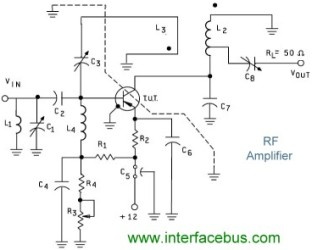 L3
L2
C3
RL= 50 Ω
VIN
T.U.T.
C8
VOUT
C2
C7
L1
C1
L4
R2
C6
RF
Amplifier
R1
C4
R4
C5
R3
+ 12
www.interfacebus.com